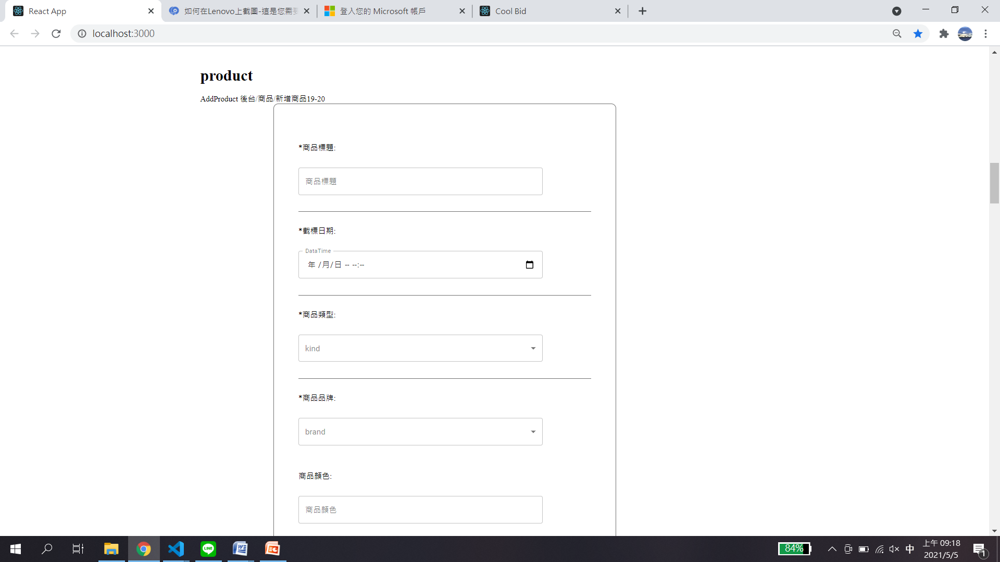 React App
如何在Lenovo上截圖-這是您需
登入您的 Microsoft 帳戶
Cool Bid
localhost:3000
product
AddProduct 後台/商品/新增商品19-20
*商品標題:
商品標題
*截標日期:
DataTime
年 /月/日 -- --:--
*商品類型:
kind
*商品品牌:
brand
商品顏色:
商品顏色
84%
中
上午 09:18
2021/5/5
1